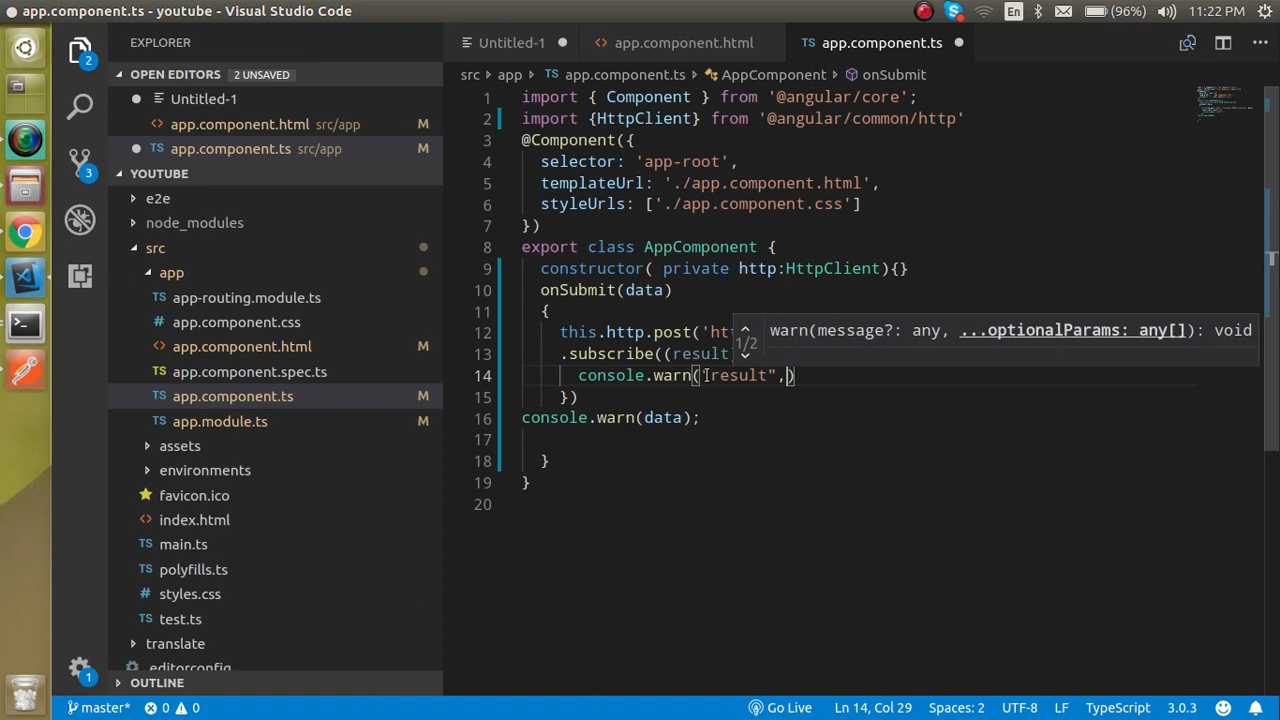 app.component.ts - youtube - Visual Studio Code
En
(96%)
11:22 PM
EXPLORER
OPEN EDITORS
2 UNSAVED
Untitled-1
app.component.html src/app M
app.component.ts src/app M
YOUTUBE
e2e
node_modules
src
app
app-routing.module.ts
app.component.css
app.component.html M
app.component.spec.ts
app.component.ts M
app.module.ts M
assets
environments
favicon.ico
index.html
main.ts
polyfills.ts
styles.css
test.ts
translate
editorconfig
OUTLINE
2
3
1
Untitled-1
app.component.html
TS app.component.ts
src › app › TS app.component.ts › AppComponent › onSubmit
1 import { Component } from '@angular/core';
2 import {HttpClient} from '@angular/common/http'
3 @Component({
4 selector: 'app-root',
5 templateUrl: './app.component.html',
6 styleUrls: ['./app.component.css']
7 })
8 export class AppComponent {
9 constructor( private http:HttpClient){}
10 onSubmit(data)
11 {
12 this.http.post('ht
13 .subscribe((result
14 console.warn("result",)
15 })
16 console.warn(data);
17
18 }
19 }
20
1/2
warn(message?: any, ...optionalParams: any[]): void
master*
0
0
Go Live
Ln 14, Col 29
Spaces: 2
UTF-8
LF
TypeScript
3.0.3
1